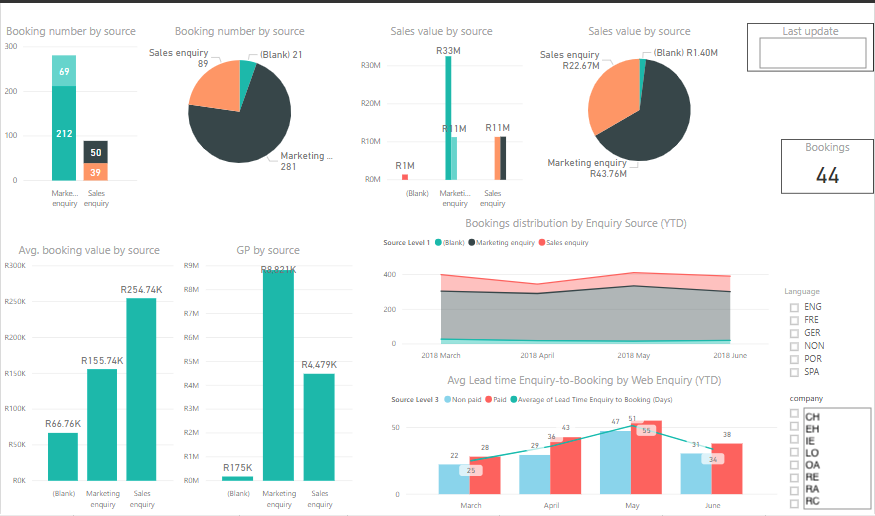 Booking number by source
300
200
100
0
69
212
50
39
Marke... enquiry
Sales enquiry
Booking number by source
Sales enquiry 89
(Blank) 21
Marketing ... 281
Sales value by source
R30M
R20M
R10M
R0M
R33M
R11M
R11M
R1M
(Blank)
Marketi... enquiry
Sales enquiry
Sales value by source
Sales enquiry R22.67M
(Blank) R1.40M
Marketing enquiry R43.76M
Last update
Bookings
44
Avg. booking value by source
R300K
R250K
R200K
R150K
R100K
R50K
R0K
R66.76K
R155.74K
R254.74K
(Blank)
Marketing enquiry
Sales enquiry
GP by source
R9M
R8M
R7M
R6M
R5M
R4M
R3M
R2M
R1M
R0M
R175K
R8,821K
R4,479K
(Blank)
Marketing enquiry
Sales enquiry
Bookings distribution by Enquiry Source (YTD)
Source Level 1 (Blank) Marketing enquiry Sales enquiry
400
200
0
2018 March
2018 April
2018 May
2018 June
Avg Lead time Enquiry-to-Booking by Web Enquiry (YTD)
Source Level 3 Non paid Paid Average of Lead Time Enquiry to Booking (Days)
50
0
22
28
25
29
36
43
47
51
55
31
38
34
March
April
May
June
Language
ENG
FRE
GER
NON
POR
SPA
company
CH
EH
IE
LO
OA
RE
RA
RC